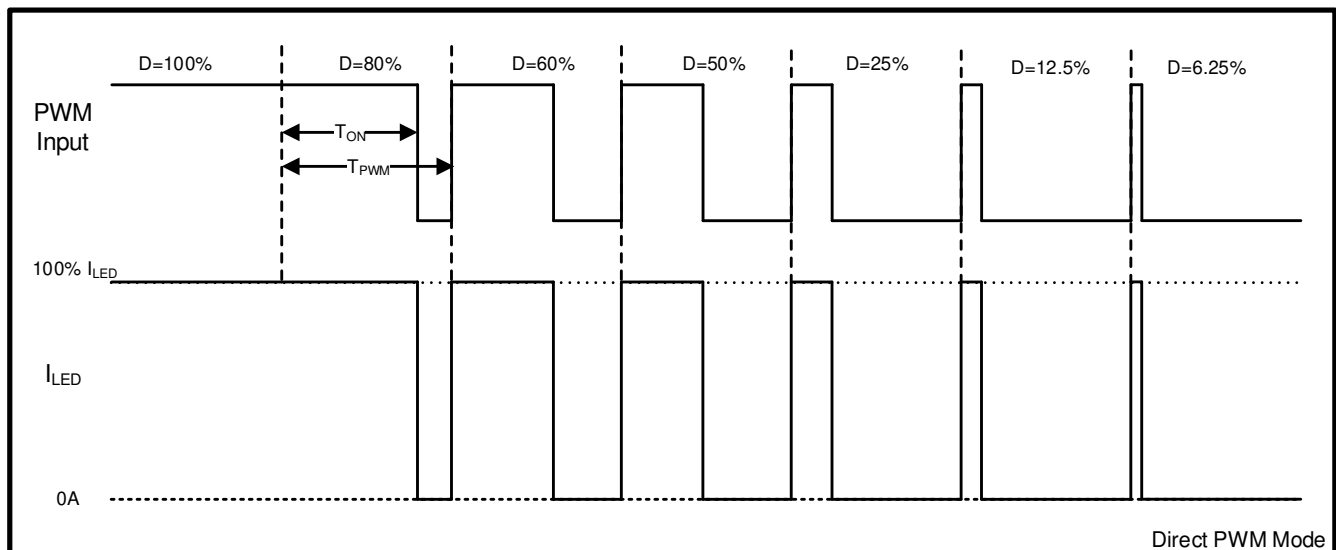 D=100% D=80% D=60% D=50% D=25% D=12.5% D=6.25%
PWM
Input
TON
TPWM
100% ILED
ILED
0A
Direct PWM Mode